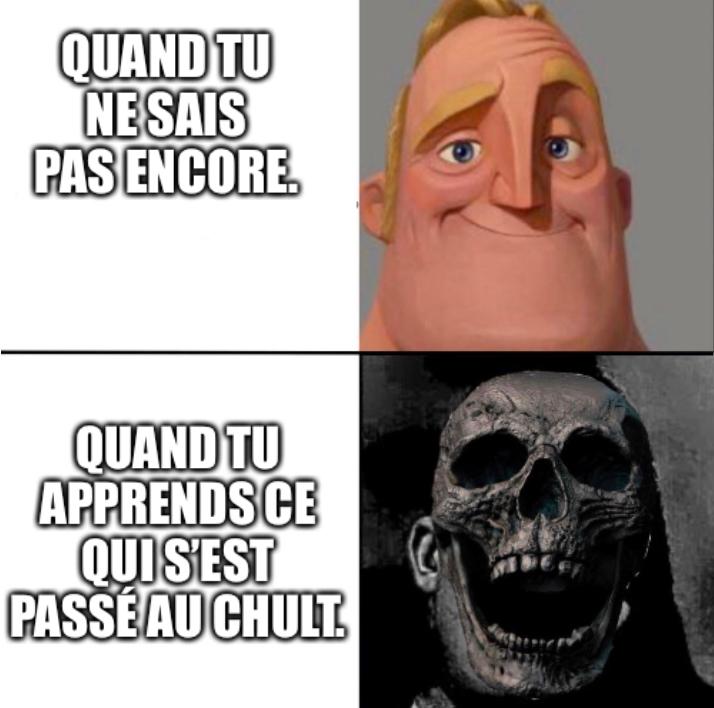 QUAND TU
NE SAIS
PAS ENCORE.
QUAND TU
APPRENDS CE
QUI S'EST
PASSÉ AU CHULT.